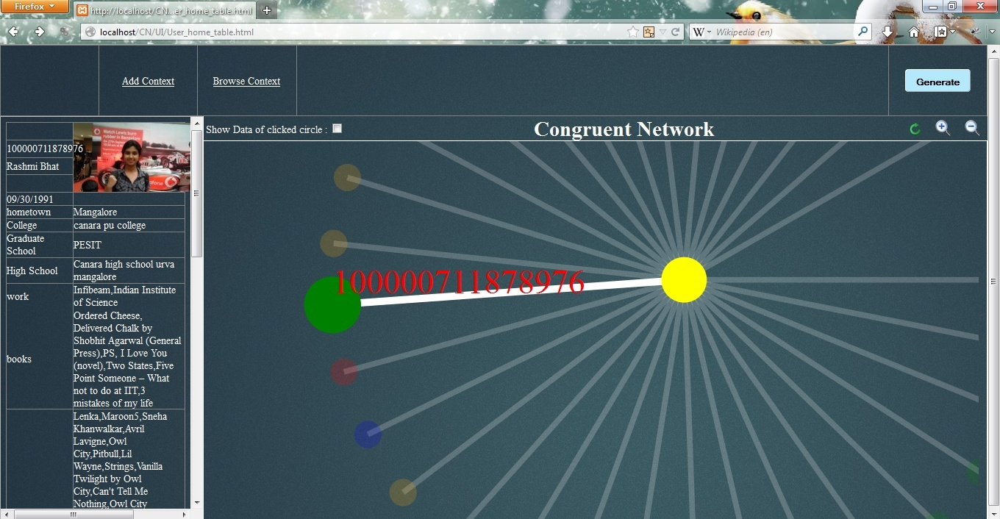 Firefox
http://localhost/CN...er_home_table.html
localhost/CN/UI/User_home_table.html
W
Wikipedia (en)
Add Context
Browse Context
Generate
Show Data of clicked circle :
Congruent Network
100000711878976
Rashmi Bhat
09/30/1991
hometown
Mangalore
College
canara pu college
Graduate
School
PESIT
High School
Canara high school urva
mangalore
work
Infibeam,Indian Institute
of Science
books
Ordered Cheese,
Delivered Chalk by
Shobhit Agarwal (General
Press),PS, I Love You
(novel),Two States,Five
Point Someone – What
not to do at IIT,3
mistakes of my life
Lenka,Maroon5,Sneha
Khanwalkar,Avril
Lavigne,Owl
City,Pitbull,Lil
Wayne,Strings,Vanilla
Twilight by Owl
City,Can't Tell Me
Nothing,Owl City
100000711878976